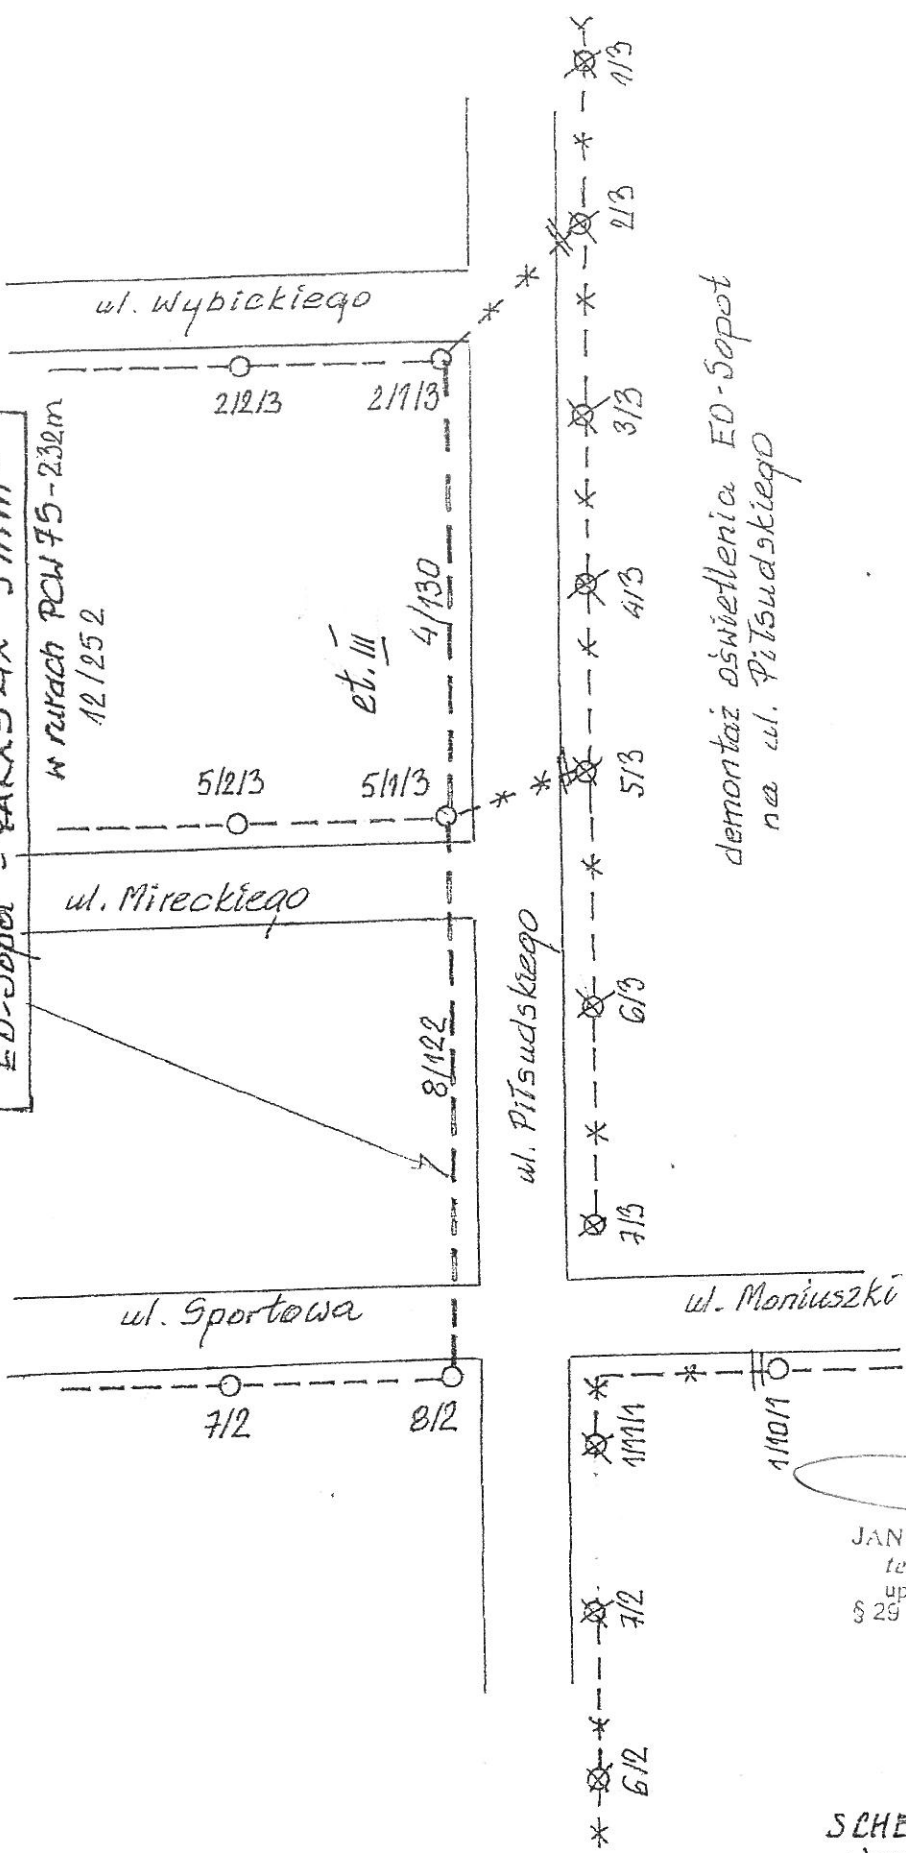 1/3
2/3
ul. Wybickiego
2/2/3
2/1/3
3/3
w rurach PCW 75-232m
12/252
et. III
4/130
4/3
demontaż oświetlenia ED-Sopot
na ul. Piłsudskiego
5/2/3
5/1/3
5/3
ul. Mireckiego
ul. Piłsudskiego
6/3
8/122
7/3
ul. Sportowa
ul. Moniuszki
7/2
8/2
1/11/1
1/10/1
JAN
te
up
§ 29
7/2
6/2
SCHE